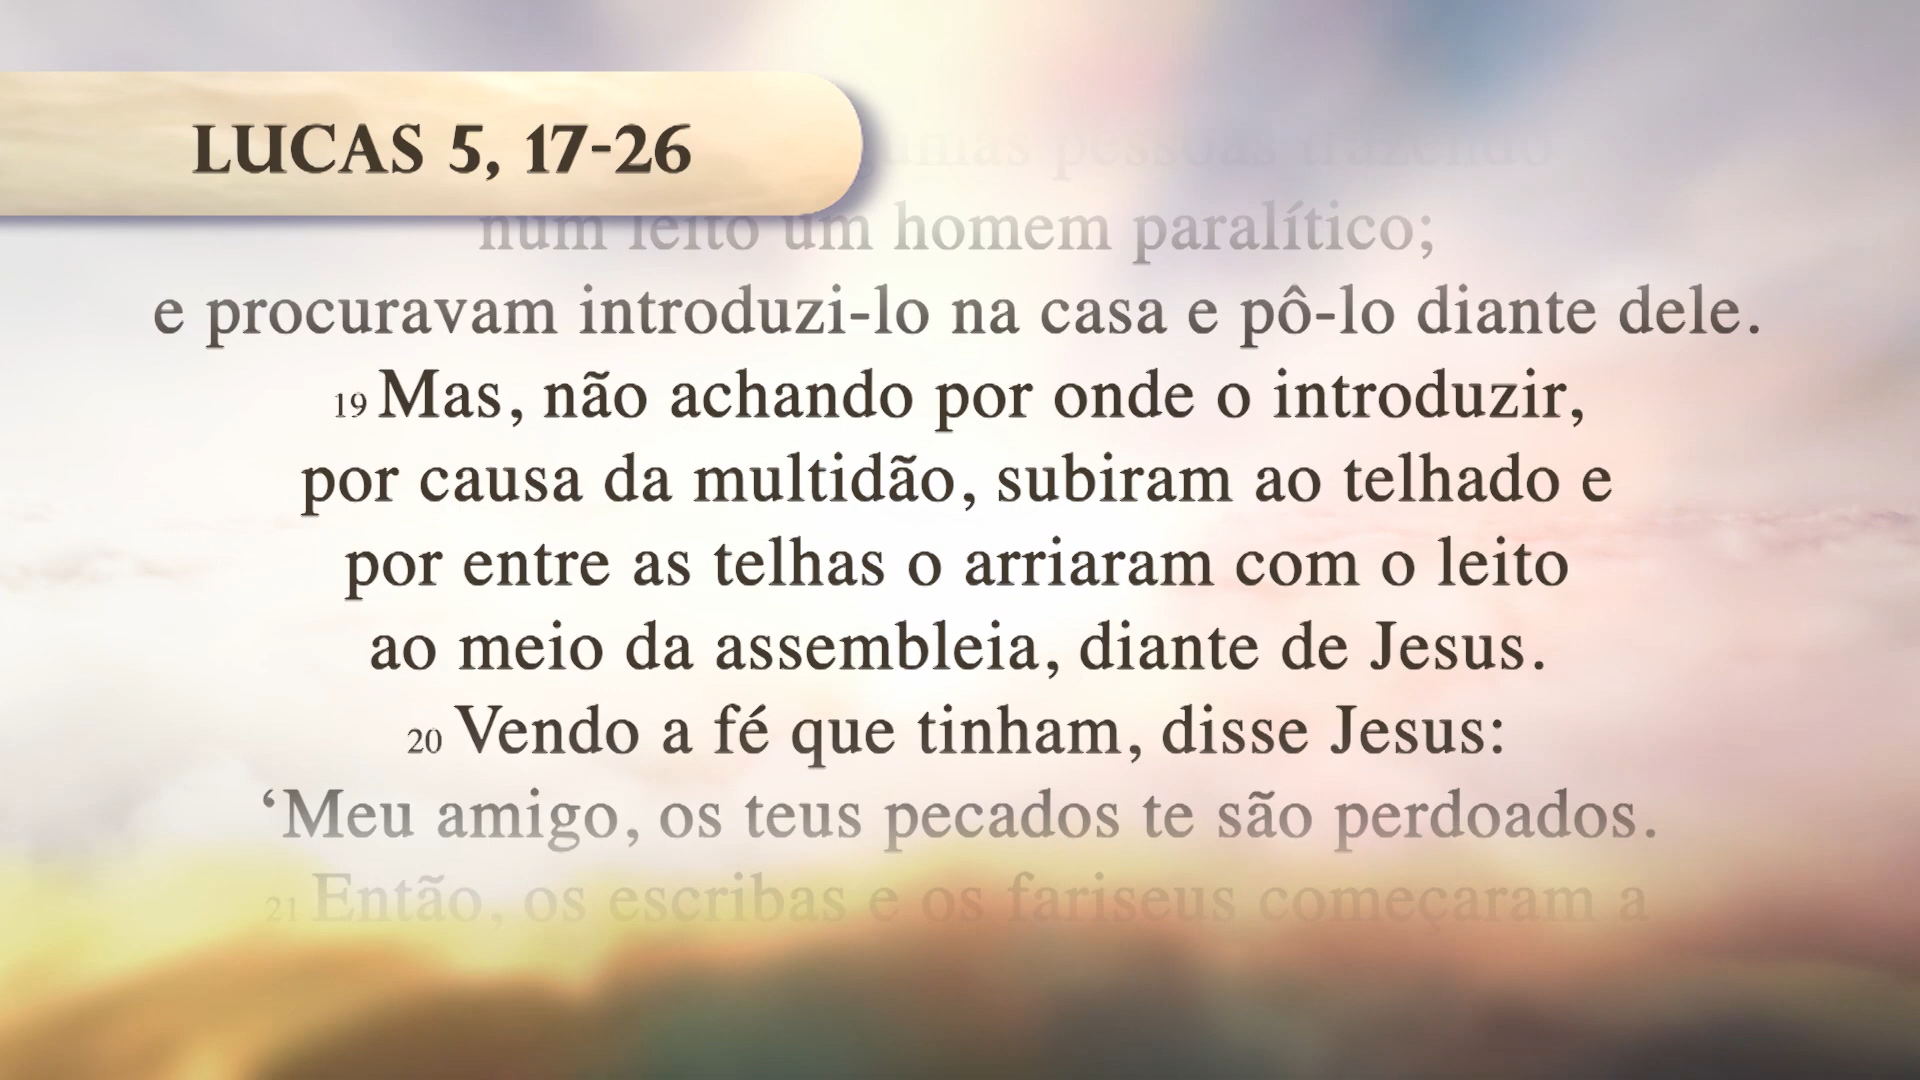 LUCAS 5, 17-26
pessoas trazendo
num leito um homem paralítico;
e procuravam introduzi-lo na casa e pô-lo diante dele.
19 Mas, não achando por onde o introduzir,
por causa da multidão, subiram ao telhado e
por entre as telhas o arriaram com o leito
ao meio da assembleia, diante de Jesus.
20 Vendo a fé que tinham, disse Jesus:
‘Meu amigo, os teus pecados te são perdoados.
21 Então, os escribas e os fariseus começaram a